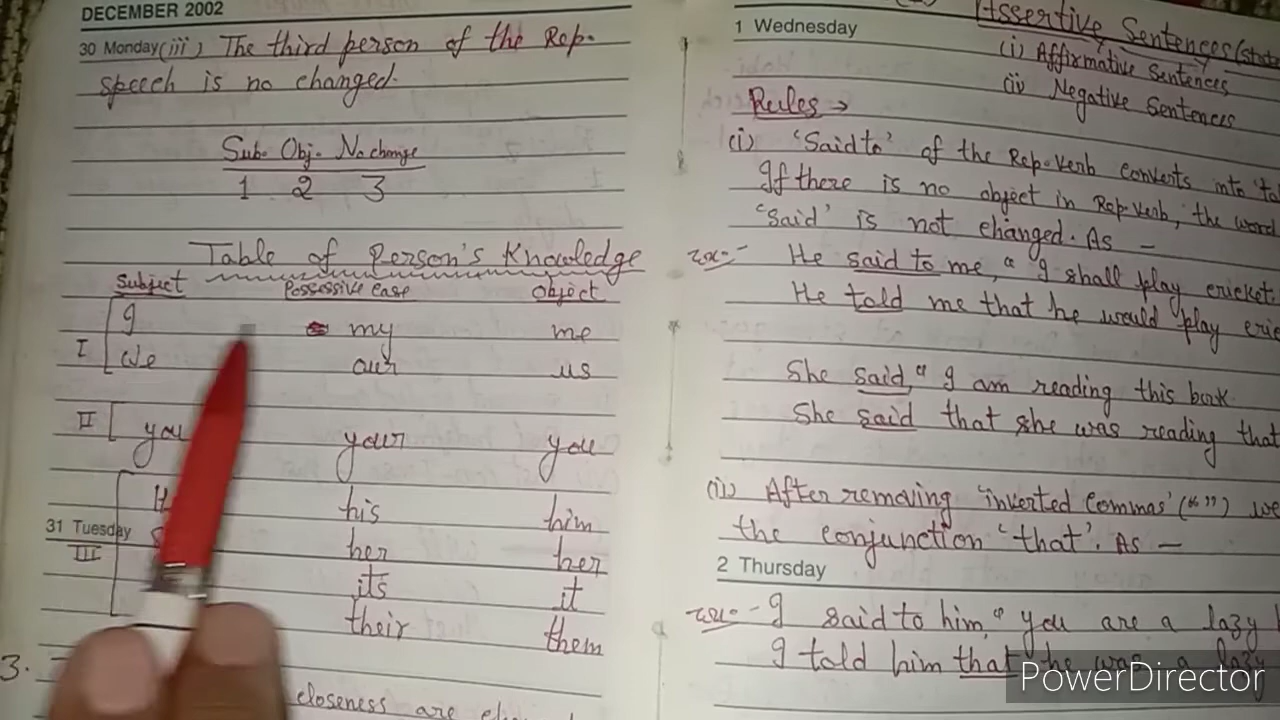 DECEMBER 2002
30 Monday (iii) The third person of the Rep.
speech is no changed.
Sub. Obj. No change
1 2 3
Table of Person's Knowledge
Subject Possessive case Object
I my me
I We our us
II you your you
his him
31 Tuesday
III her her
its it
their them
3.
closeness are
Assertive Sentences
1 Wednesday
(i) Affirmative Sentences
(ii) Negative Sentences
Rules →
(i) 'Said to' of the Rep. verb converts into
If there is no object in Rep. verb, the word
'said' is not changed. As —
ex:- He said to me, "I shall play cricket.
He told me that he would play
She said, "I am reading this book
She said that she was reading that
(ii) After removing 'inverted Commas' (“ ”) we
the conjunction 'that'. As —
2 Thursday
ex:- I said to him, "you are a lazy
I told him that he was a lazy
PowerDirector